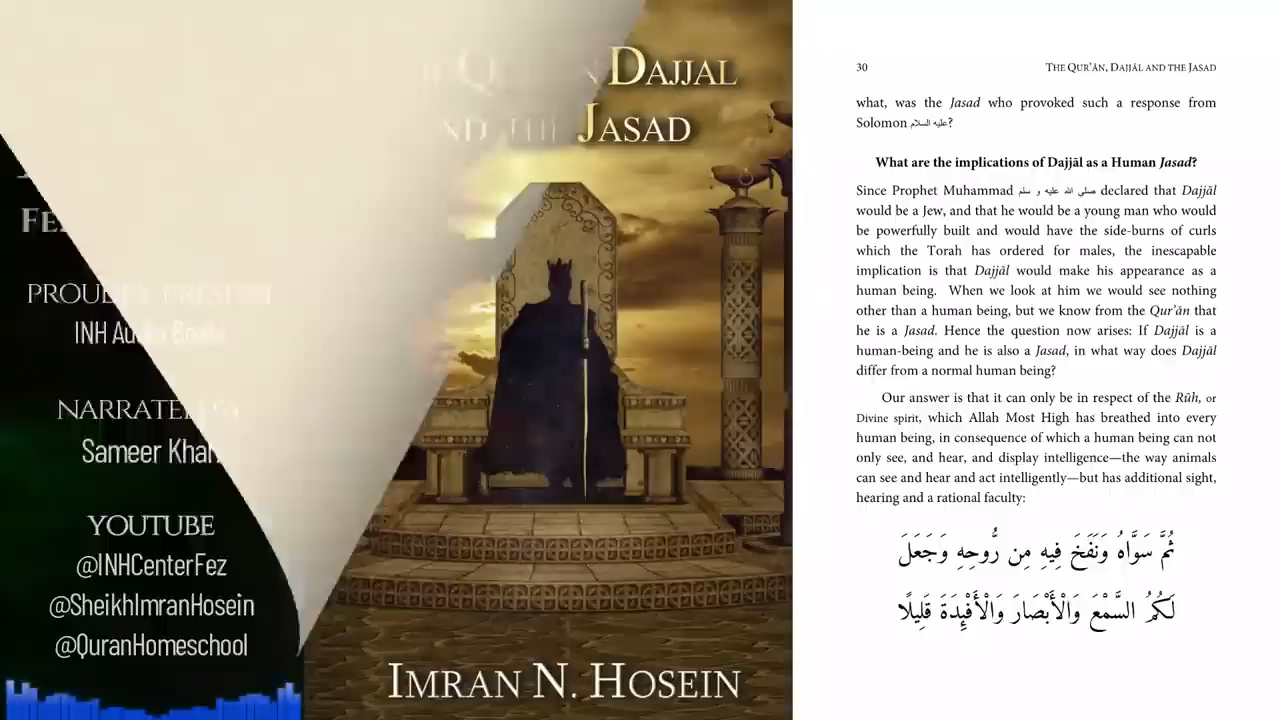 FEZ
PROUDLY PRESENT
INH Audio Books
NARRATED BY
Sameer Khan
YOUTUBE
@INHCenterFez
@SheikhImranHosein
@QuranHomeschool
DAJJAL
JASAD
IMRAN N. HOSEIN
30
THE QUR’ĀN, DAJJĀL AND THE JASAD
what, was the Jasad who provoked such a response from
Solomon عليه السلام?
What are the implications of Dajjāl as a Human Jasad?
Since Prophet Muhammad صلى الله عليه و سلم declared that Dajjāl
would be a Jew, and that he would be a young man who would
be powerfully built and would have the side-burns of curls
which the Torah has ordered for males, the inescapable
implication is that Dajjāl would make his appearance as a
human being. When we look at him we would see nothing
other than a human being, but we know from the Qur’ān that
he is a Jasad. Hence the question now arises: If Dajjāl is a
human-being and he is also a Jasad, in what way does Dajjāl
differ from a normal human being?
Our answer is that it can only be in respect of the Rūh, or
Divine spirit, which Allah Most High has breathed into every
human being, in consequence of which a human being can not
only see, and hear, and display intelligence—the way animals
can see and hear and act intelligently—but has additional sight,
hearing and a rational faculty:
ثُمَّ سَوَّاهُ وَنَفَخَ فِيهِ مِن رُّوحِهِ وَجَعَلَ
لَكُمُ السَّمْعَ وَالْأَبْصَارَ وَالْأَفْئِدَةَ قَلِيلًا